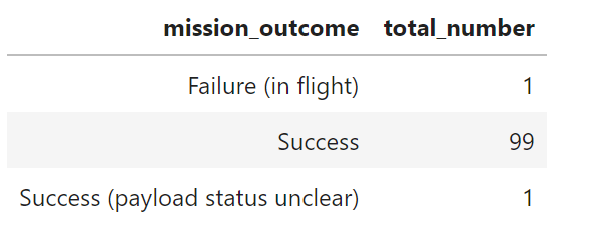 mission_outcome total_number
Failure (in flight) 1
Success 99
Success (payload status unclear) 1